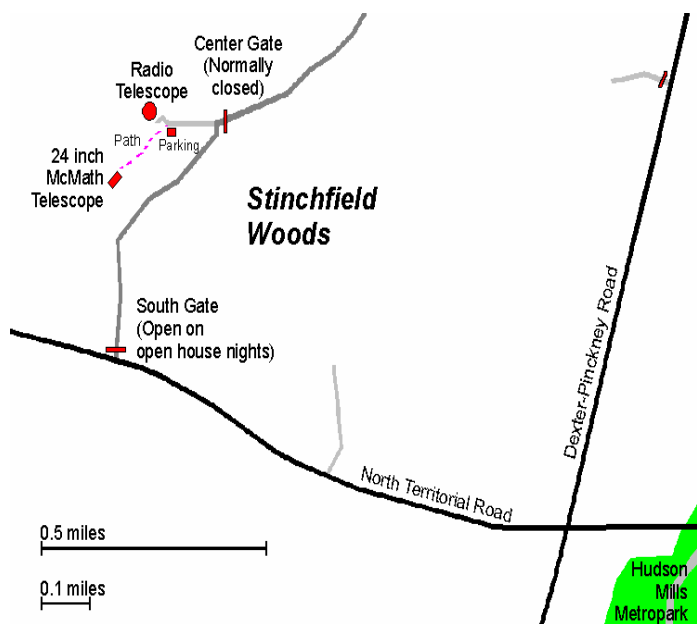 Center Gate
(Normally
closed)
Radio
Telescope
Path
Parking
24 inch
McMath
Telescope
Stinchfield
Woods
South Gate
(Open on
open house nights)
Dexter-Pinckney Road
North Territorial Road
0.5 miles
0.1 miles
Hudson
Mills
Metropark